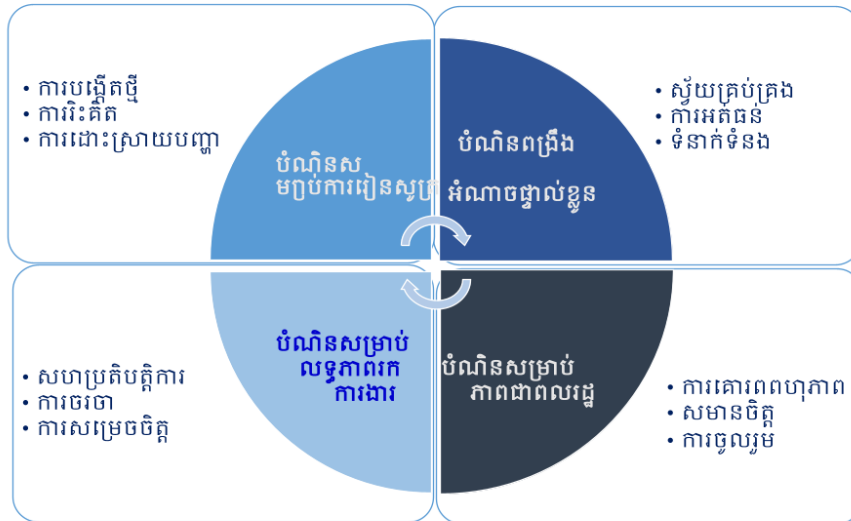 • ការបង្កើតថ្មី
• ការរិះគិត
• ការដោះស្រាយបញ្ហា
បំណិនស
ម្បាប់ការរៀនសូត្រ
បំណិនពង្រឹង
អំណាចផ្ទាល់ខ្លួន
• ស្វ័យគ្រប់គ្រង
• ការអត់ធន់
• ទំនាក់ទំនង
• សហប្រតិបត្តិការ
• ការចរចា
• ការសម្រេចចិត្ត
បំណិនសម្រាប់
លទ្ធភាពរក
ការងារ
បំណិនសម្រាប់
ភាពជាពលរដ្ឋ
• ការគោរពពហុភាព
• សមានចិត្ត
• ការចូលរួម